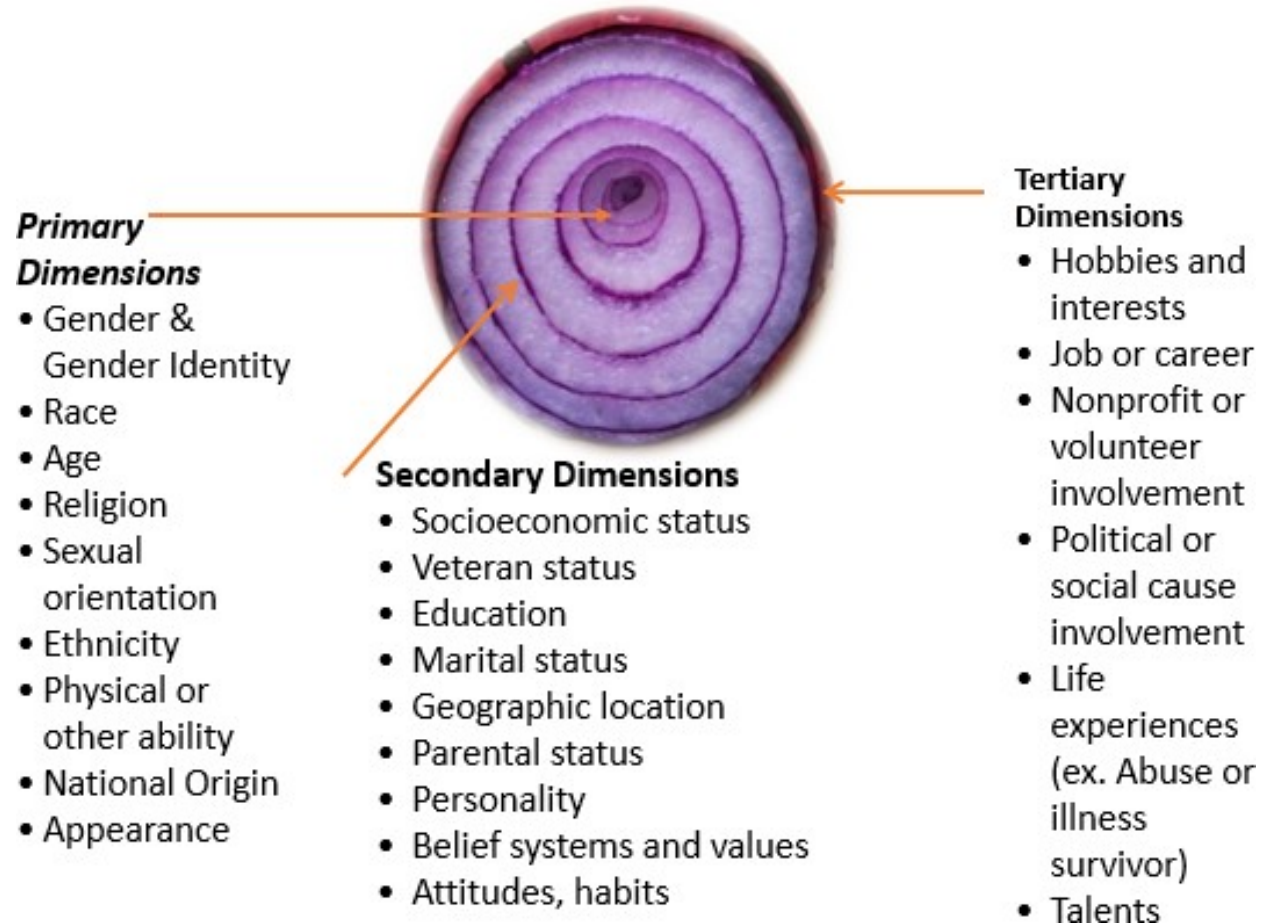 Primary
Dimensions
• Gender &
Gender Identity
• Race
• Age
• Religion
• Sexual
orientation
• Ethnicity
• Physical or
other ability
• National Origin
• Appearance
Secondary Dimensions
• Socioeconomic status
• Veteran status
• Education
• Marital status
• Geographic location
• Parental status
• Personality
• Belief systems and values
• Attitudes, habits
Tertiary
Dimensions
• Hobbies and
interests
• Job or career
• Nonprofit or
volunteer
involvement
• Political or
social cause
involvement
• Life
experiences
(ex. Abuse or
illness
survivor)
• Talents